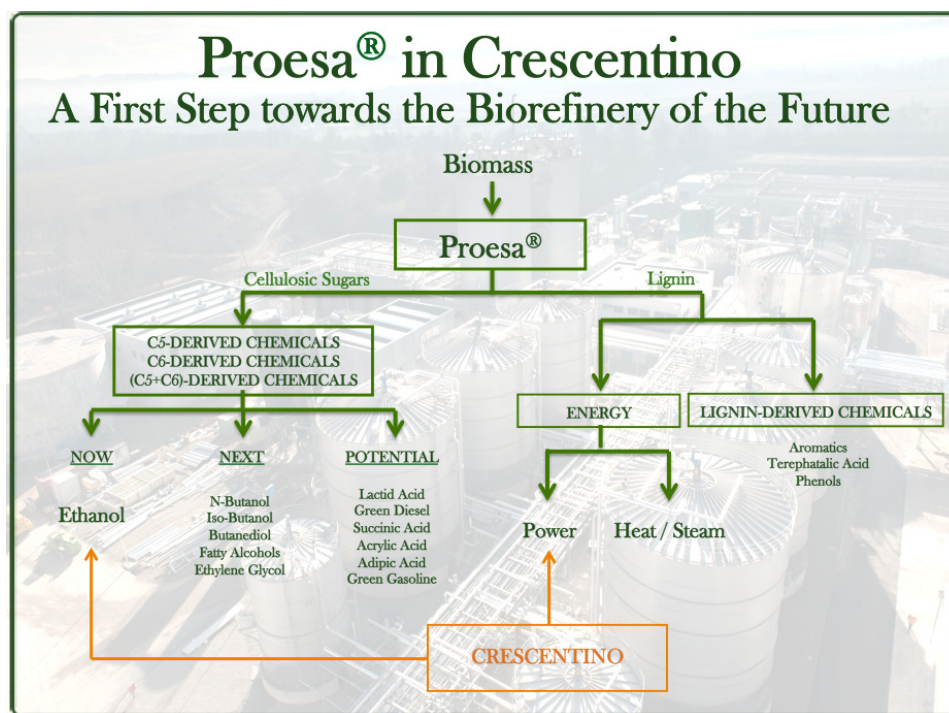 Proesa® in Crescentino
A First Step towards the Biorefinery of the Future
Biomass
Proesa®
Cellulosic Sugars
Lignin
C5-DERIVED CHEMICALS
C6-DERIVED CHEMICALS
(C5+C6)-DERIVED CHEMICALS
ENERGY
LIGNIN-DERIVED CHEMICALS
Aromatics
Terephatalic Acid
Phenols
NOW
NEXT
POTENTIAL
Ethanol
N-Butanol
Iso-Butanol
Butanediol
Fatty Alcohols
Ethylene Glycol
Lactid Acid
Green Diesel
Succinic Acid
Acrylic Acid
Adipic Acid
Green Gasoline
Power
Heat / Steam
CRESCENTINO